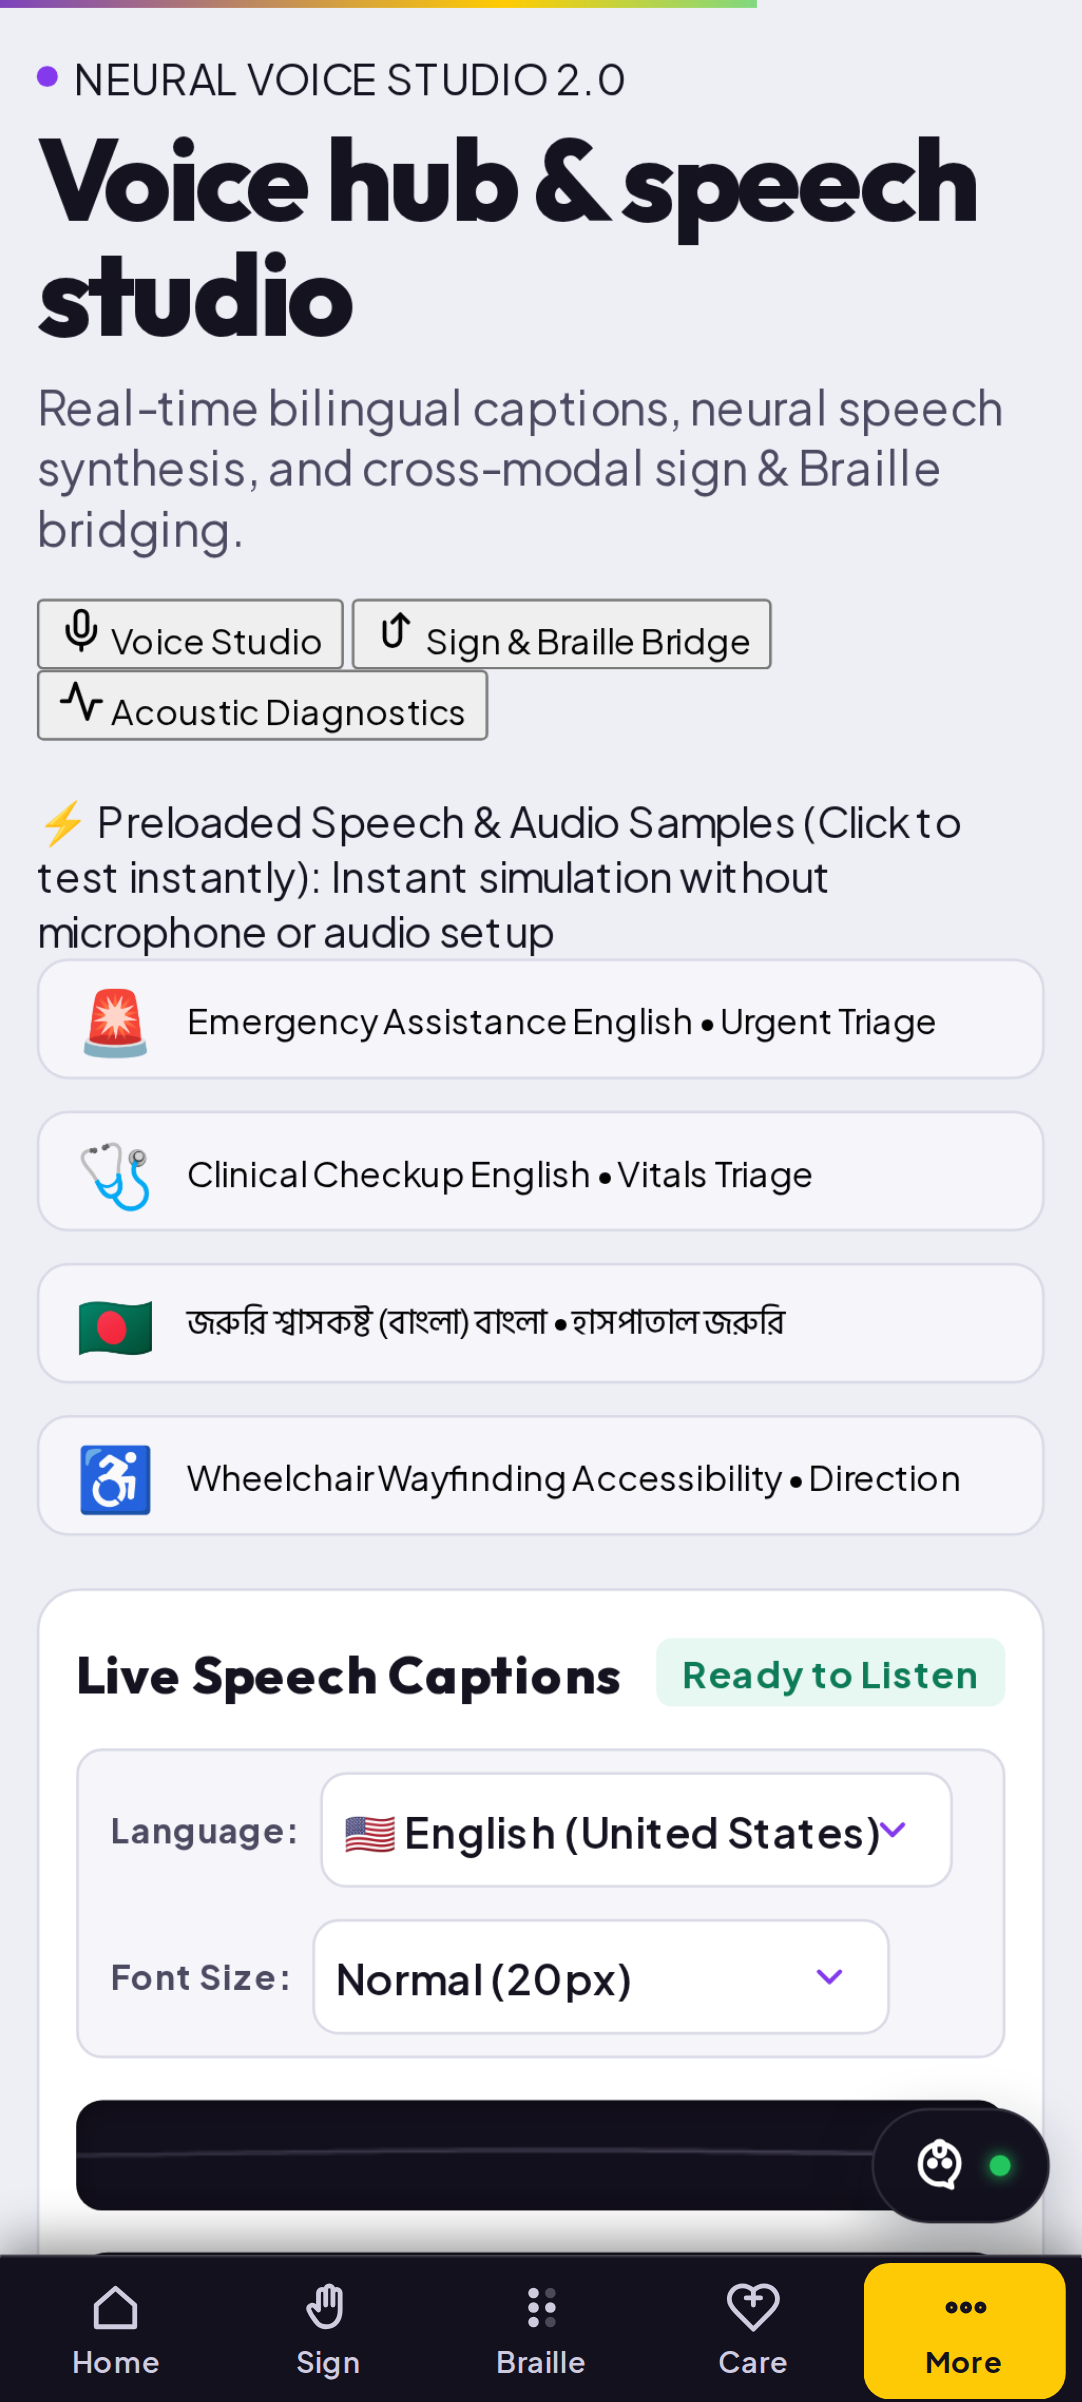 NEURAL VOICE STUDIO 2.0
Voice hub & speech
studio
Real-time bilingual captions, neural speech
synthesis, and cross-modal sign & Braille
bridging.
Voice Studio
Sign & Braille Bridge
Acoustic Diagnostics
⚡ Preloaded Speech & Audio Samples (Click to
test instantly): Instant simulation without
microphone or audio setup
Emergency Assistance English • Urgent Triage
Clinical Checkup English • Vitals Triage
জরুরি শ্বাসকষ্ট (বাংলা) বাংলা • হাসপাতাল জরুরি
Wheelchair Wayfinding Accessibility • Direction
Live Speech Captions
Ready to Listen
Language:
🇺🇸 English (United States)
Font Size:
Normal (20px)
Home
Sign
Braille
Care
More